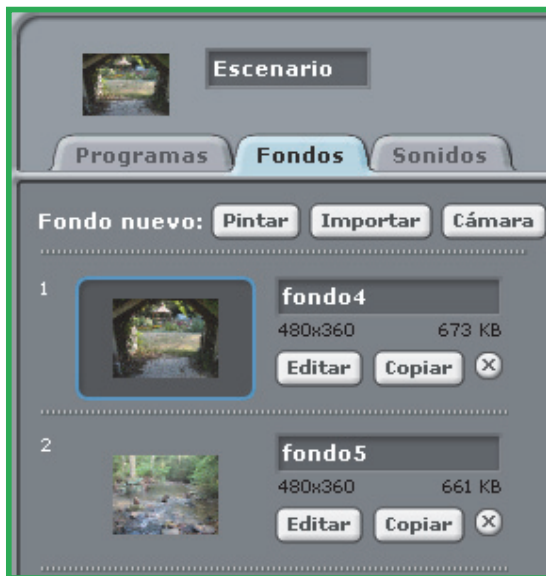 Escenario
Programas Fondos Sonidos
Fondo nuevo: Pintar Importar Cámara
1
fondo4
480x360 673 KB
Editar Copiar X
2
fondo5
480x360 661 KB
Editar Copiar X